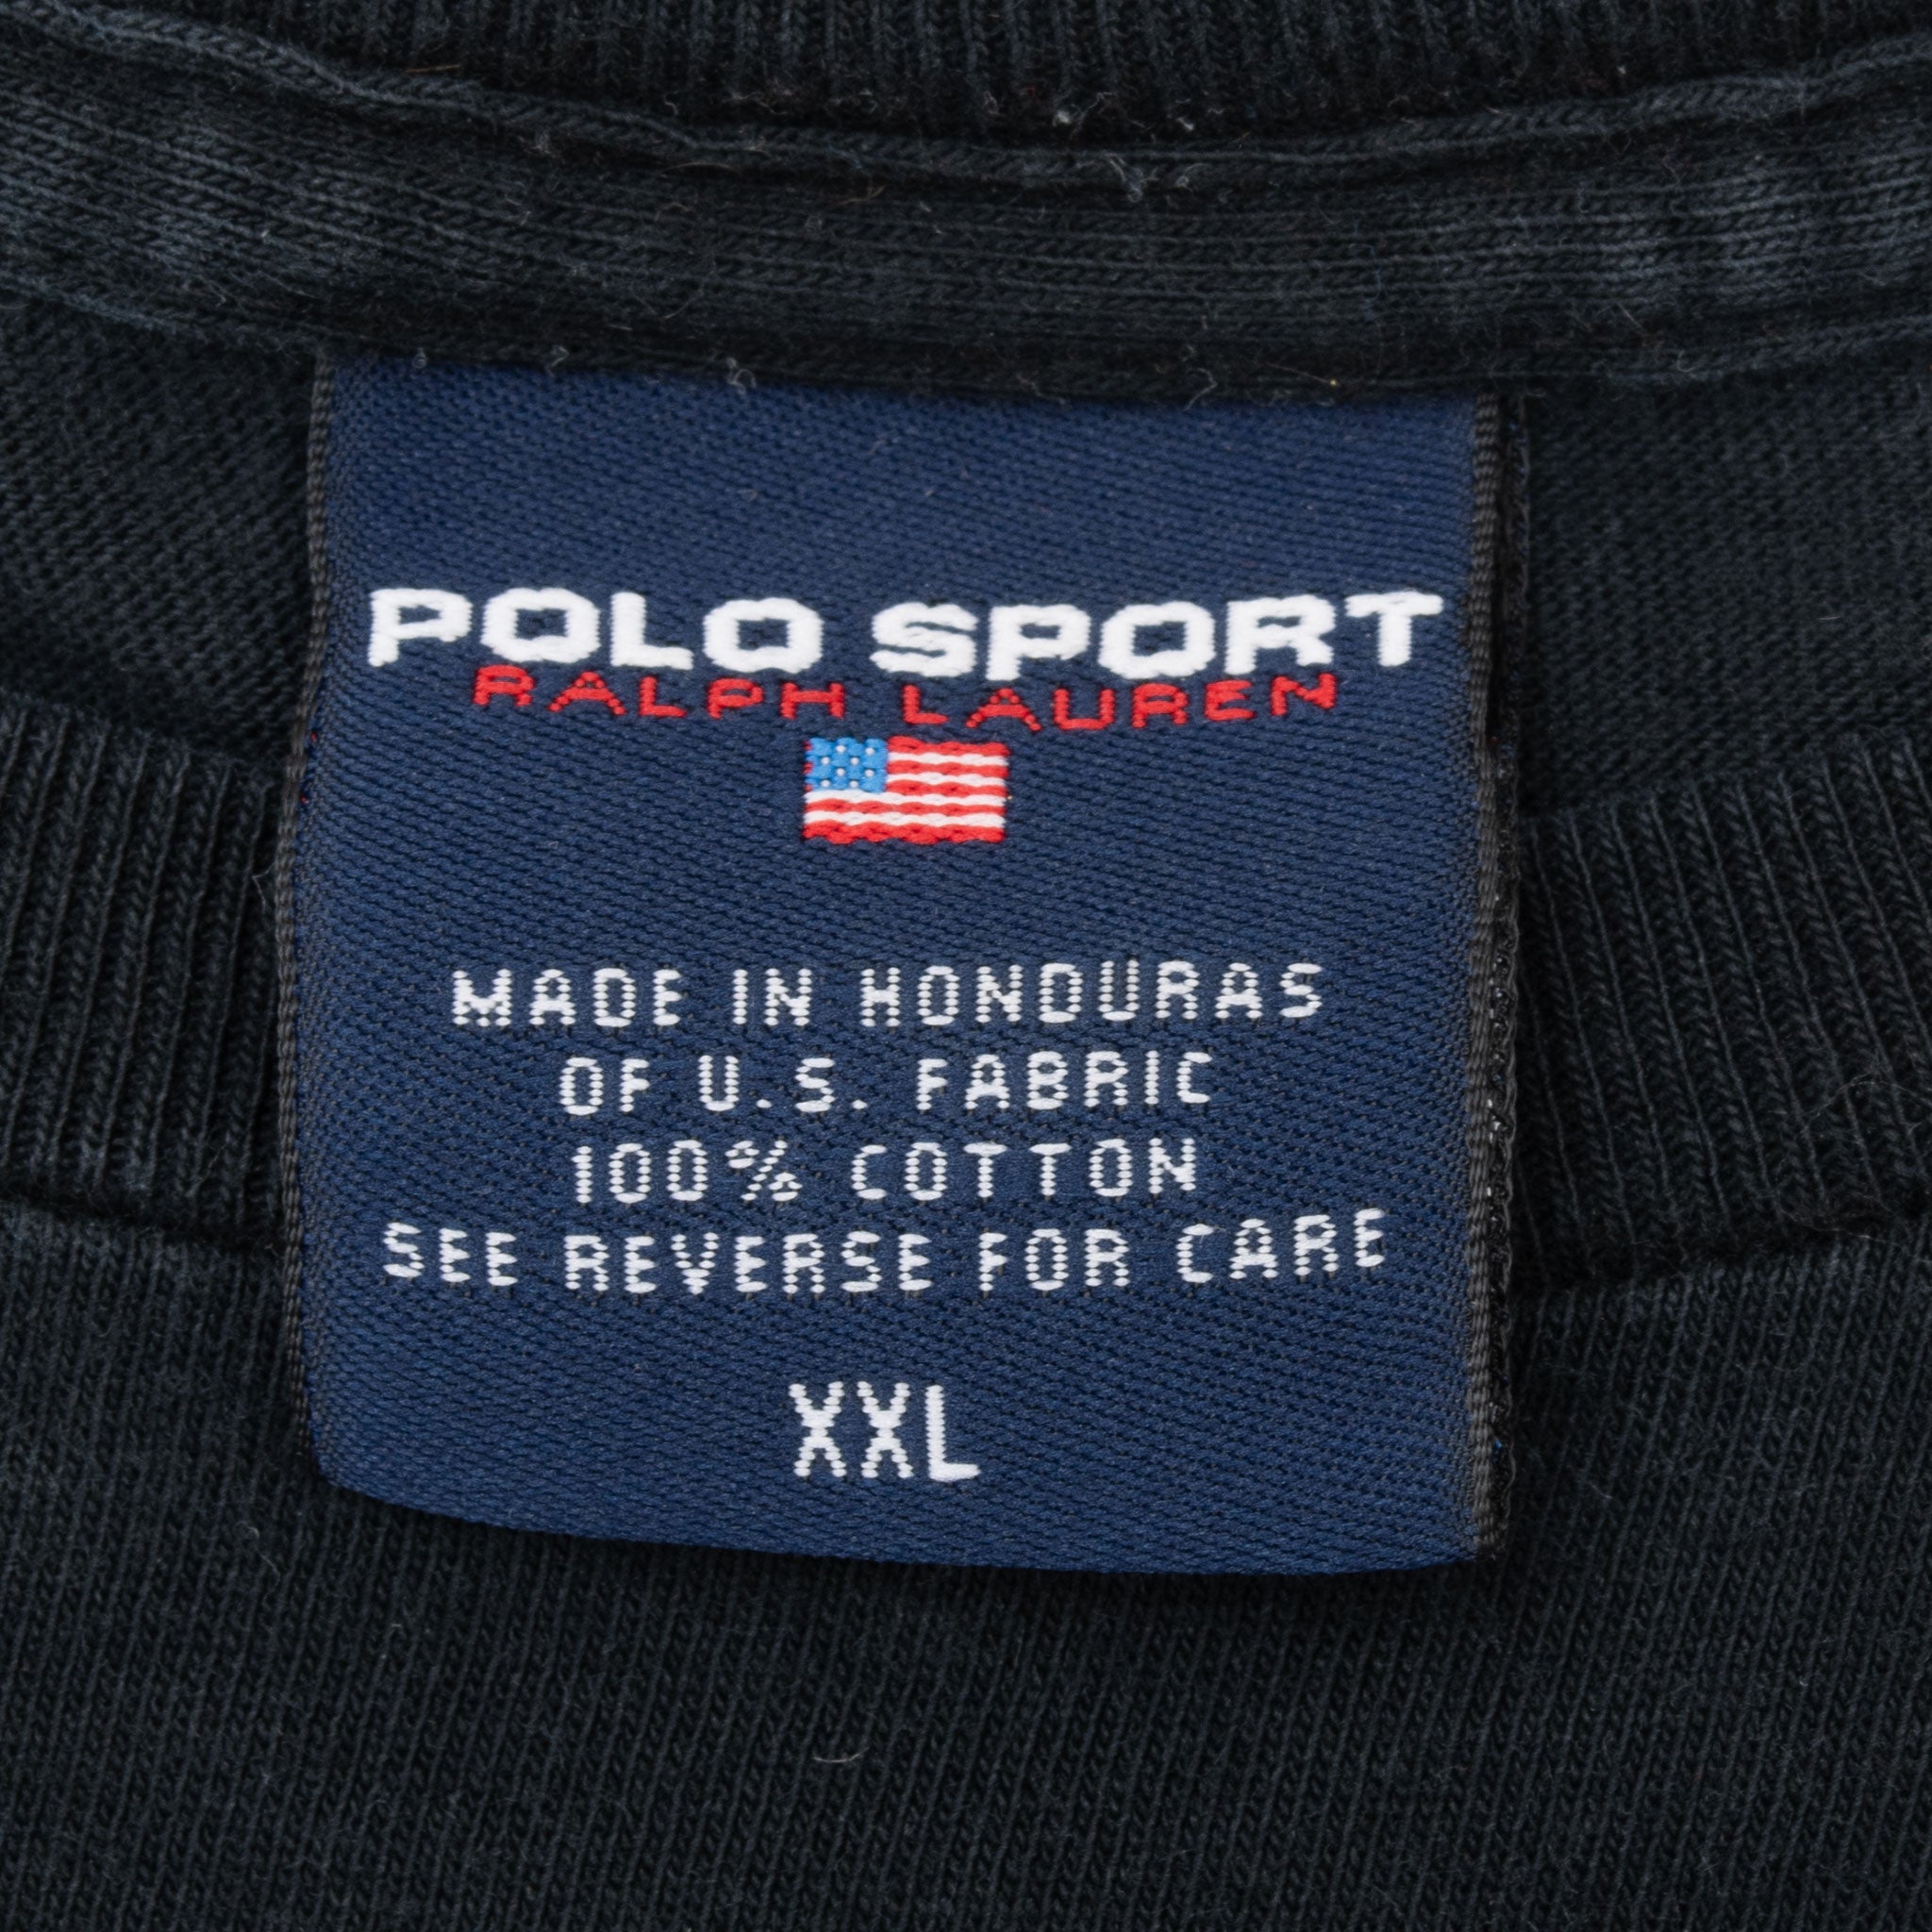 POLO SPORT
RALPH LAUREN
MADE IN HONDURAS
OF U.S. FABRIC
100% COTTON
SEE REVERSE FOR CARE
XXL